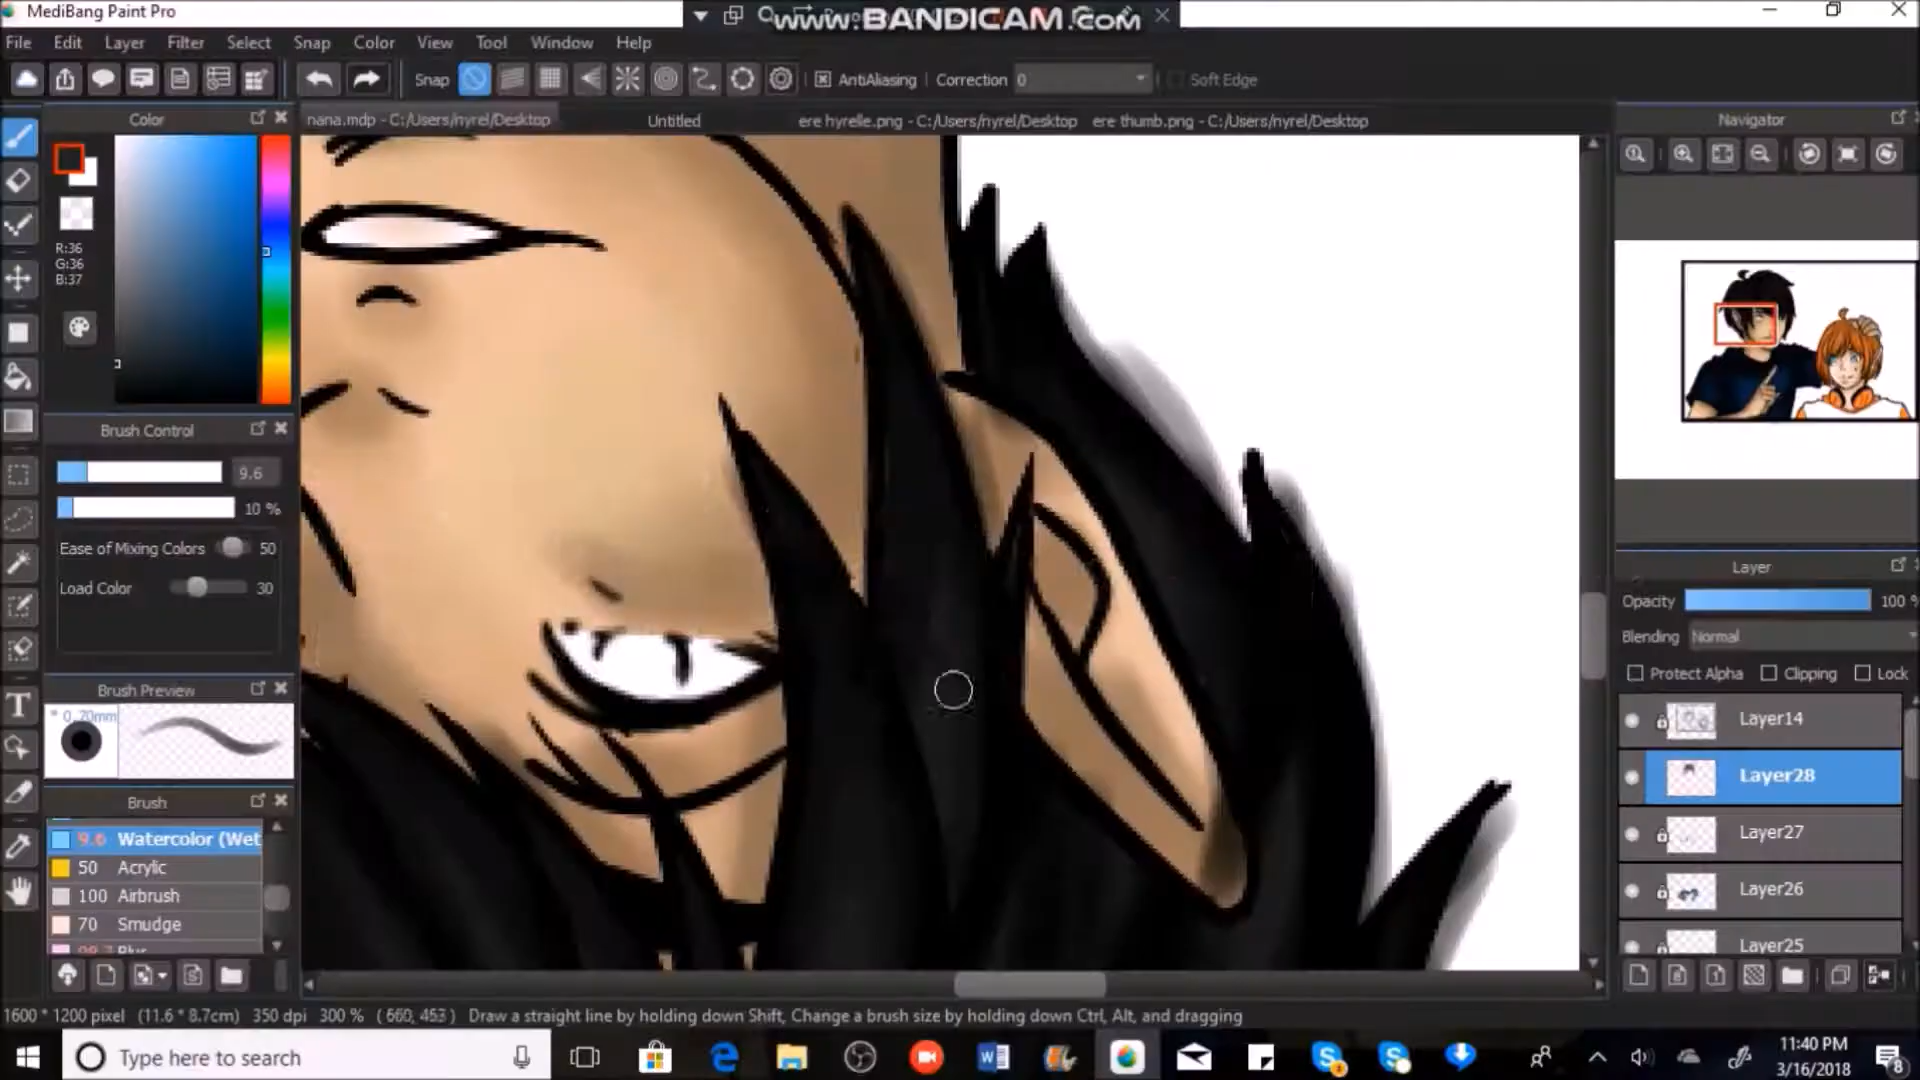 MediBang Paint Pro
www.BANDICAM.com
File Edit Layer Filter Select Snap Color View Tool Window Help
Snap AntiAliasing Correction 0 Soft Edge
Color
nana.mdp - C:/Users/nyrel/Desktop Untitled ere hyrelle.png - C:/Users/nyrel/Desktop ere thumb.png - C:/Users/nyrel/Desktop
Navigator
R:36
G:36
B:37
Brush Control
9.6
10 %
Ease of Mixing Colors 50
Load Color 30
Layer
Opacity 100 %
Blending Normal
Protect Alpha Clipping Lock
Brush Preview
* 0.70mm
Layer14
Layer28
Layer27
Layer26
Layer25
Brush
9.6 Watercolor (Wet
50 Acrylic
100 Airbrush
70 Smudge
Blur
1600 * 1200 pixel (11.6 * 8.7cm) 350 dpi 300 % ( 660, 453 ) Draw a straight line by holding down Shift, Change a brush size by holding down Ctrl, Alt, and dragging
Type here to search
11:40 PM
3/16/2018
8